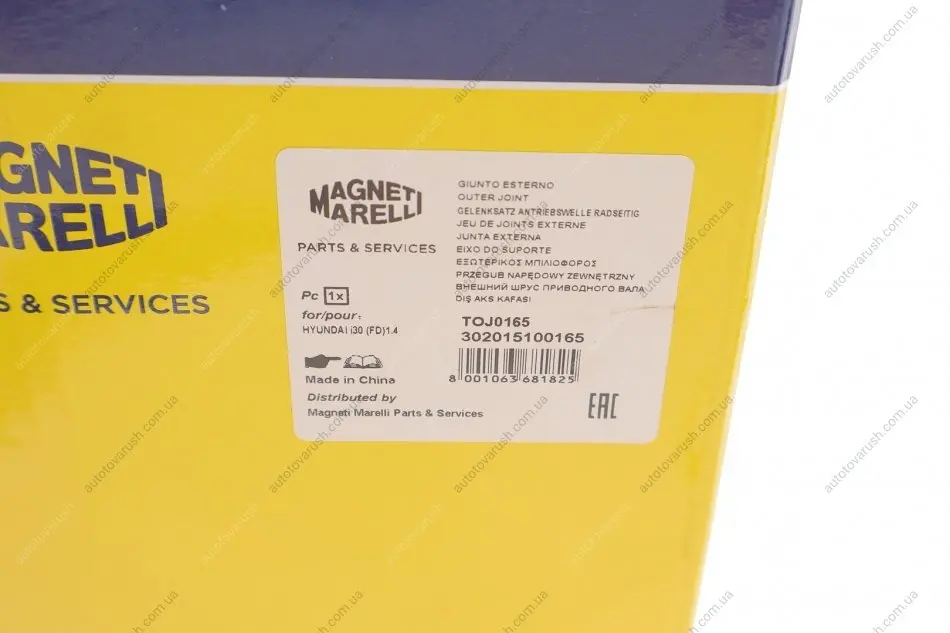 GNETI
ARELLI
S & SERVICES
MAGNETI
MARELLI
PARTS & SERVICES
Pc 1x
for/pour:
HYUNDAI i30 (FD)1.4
Made in China
Distributed by
Magneti Marelli Parts & Services
GIUNTO ESTERNO
OUTER JOINT
GELENKSATZ ANTRIEBSWELLE RADSEITIG
JEU DE JOINTS EXTERNE
JUNTA EXTERNA
EIXO DO SUPORTE
ΕΞΩΤΕΡΙΚΟΣ ΜΠΙΛΙΟΦΟΡΟΣ
PRZEGUB NAPĘDOWY ZEWNĘTRZNY
ВНЕШНИЙ ШРУС ПРИВОДНОГО ВАЛА
DIŞ AKS KAFASI
TOJ0165
302015100165
8 001063 681825
EAC
autotovarush.com.ua